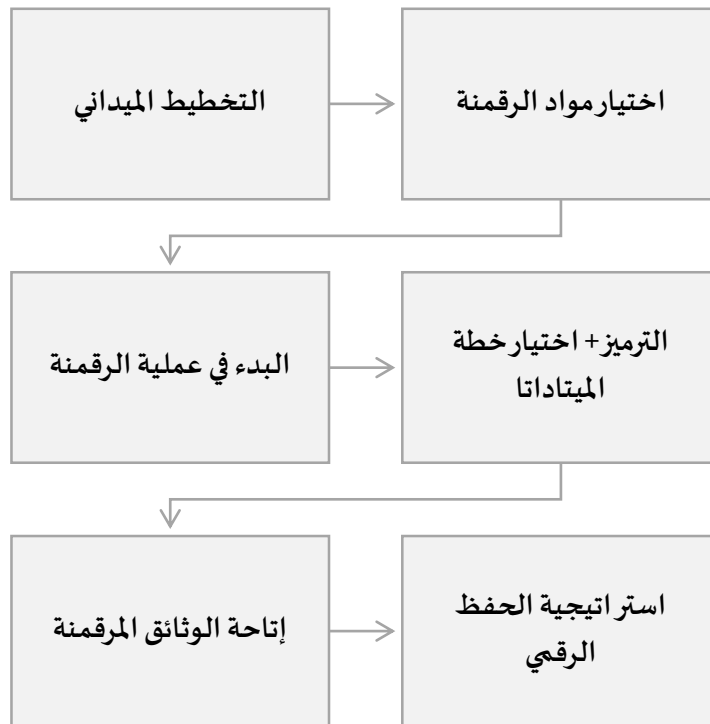 التخطيط الميداني
اختيار مواد الرقمنة
البدء في عملية الرقمنة
الترميز + اختيار خطة
الميتاداتا
إتاحة الوثائق المرقمنة
استراتيجية الحفظ
الرقمي